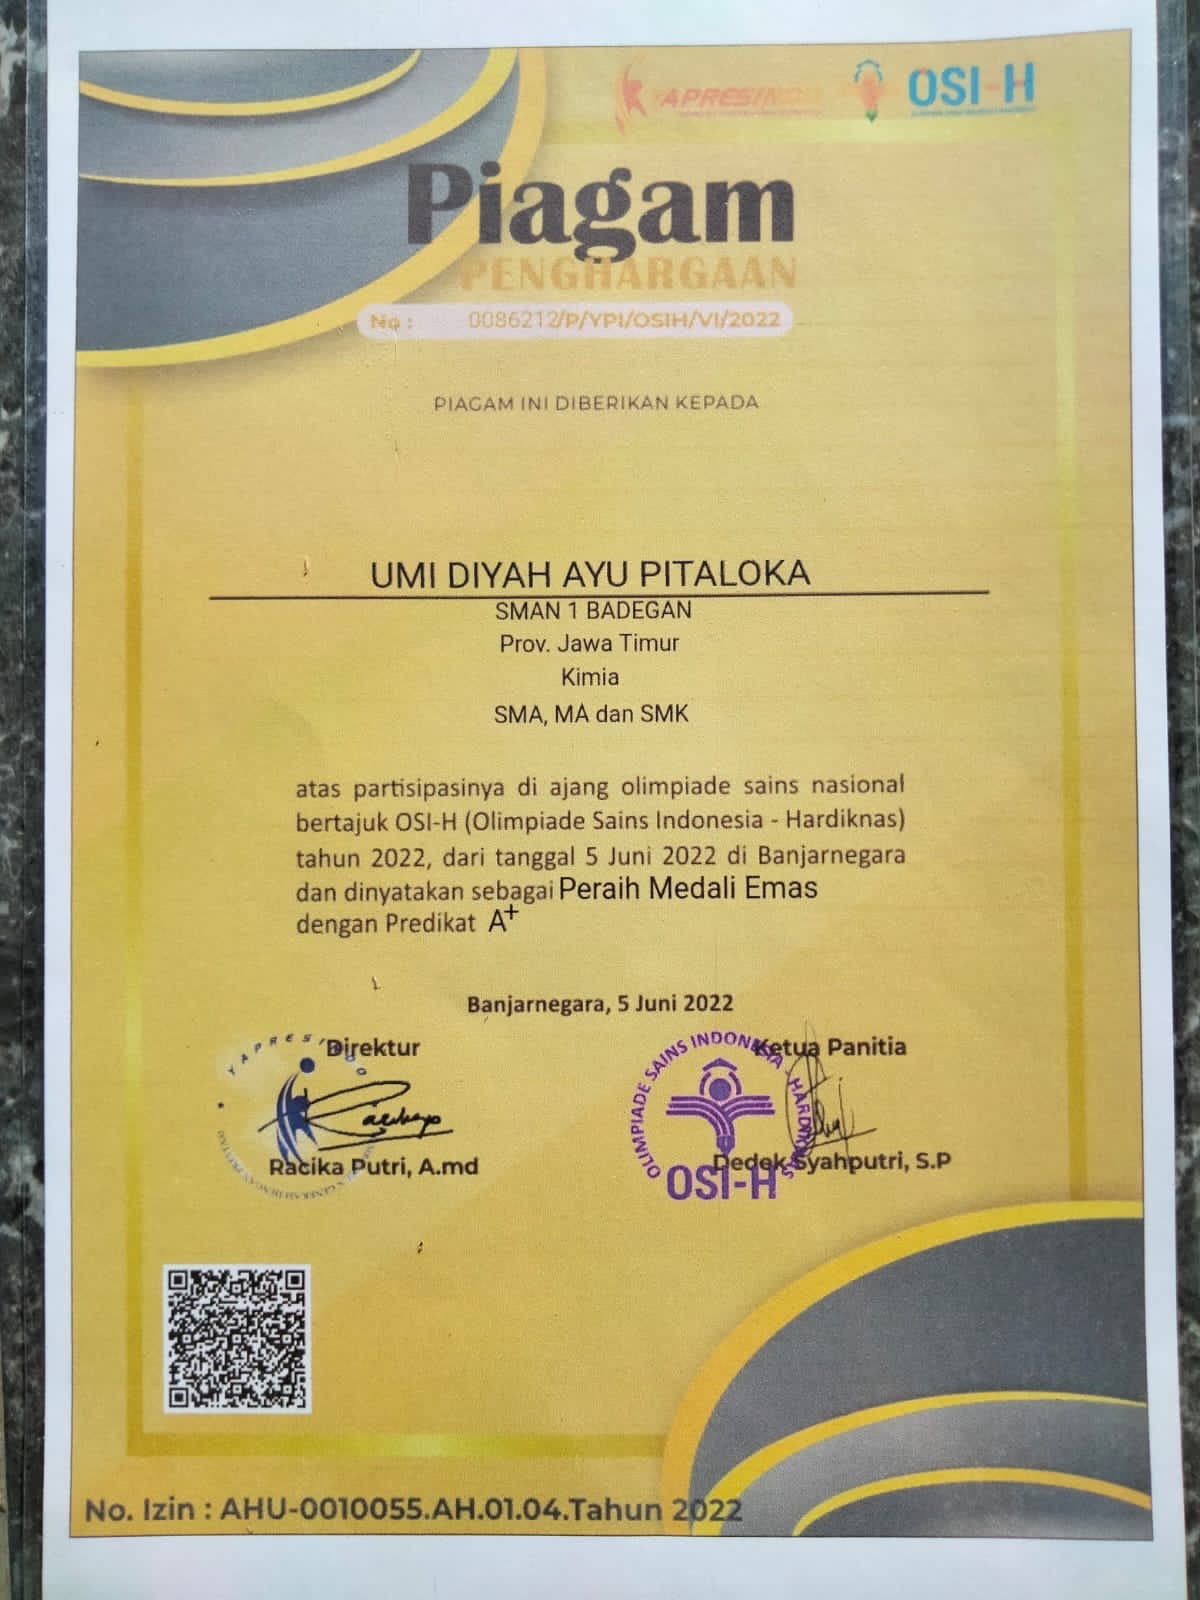 YAPRESINDO
OSI-H
Piagam
PENGHARGAAN
No : 0086212/P/YPI/OSIH/VI/2022
PIAGAM INI DIBERIKAN KEPADA
UMI DIYAH AYU PITALOKA
SMAN 1 BADEGAN
Prov. Jawa Timur
Kimia
SMA, MA dan SMK
atas partisipasinya di ajang olimpiade sains nasional
bertajuk OSI-H (Olimpiade Sains Indonesia - Hardiknas)
tahun 2022, dari tanggal 5 Juni 2022 di Banjarnegara
dan dinyatakan sebagai Peraih Medali Emas
dengan Predikat A+
Banjarnegara, 5 Juni 2022
Direktur
Ketua Panitia
YAPRESINDO
OLIMPIADE SAINS INDONESIA - HARDIKNAS
OSI-H
Racika Putri, A.md
Dedek Syahputri, S.P
No. Izin : AHU-0010055.AH.01.04.Tahun 2022